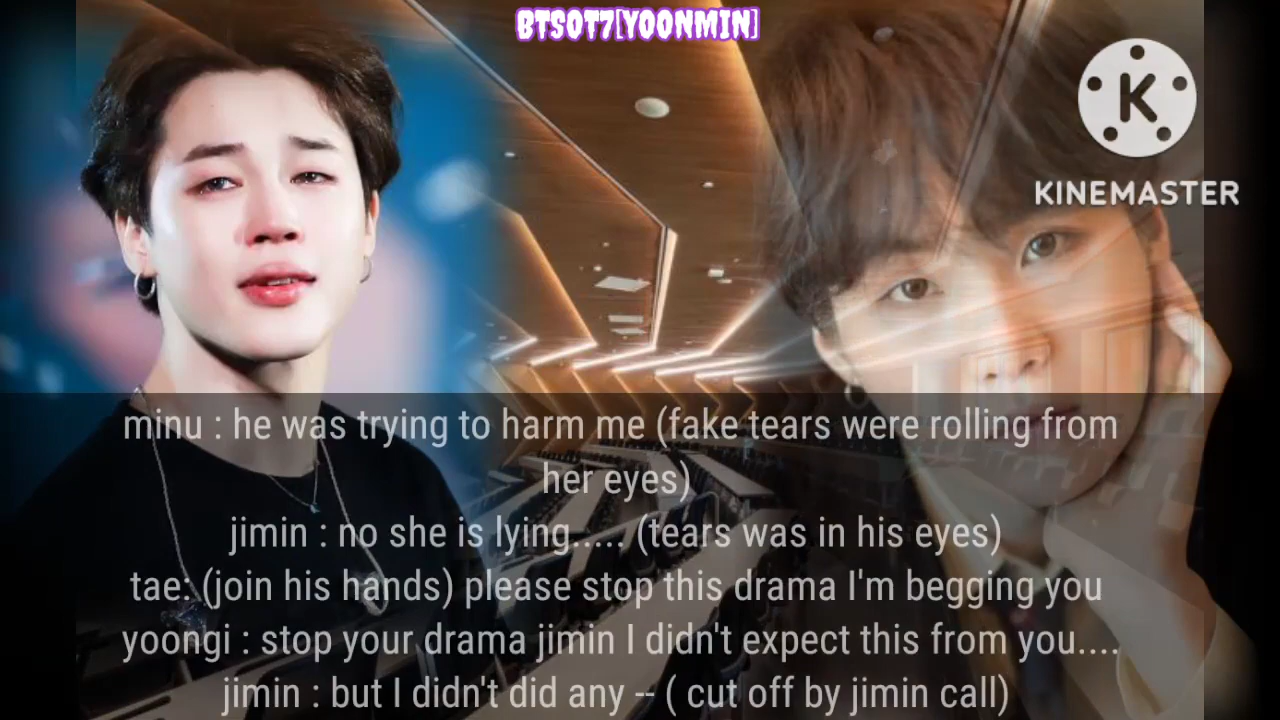 BTSOT7[YOONMIN]
K
KINEMASTER
minu : he was trying to harm me (fake tears were rolling from
her eyes)
jimin : no she is lying..... (tears was in his eyes)
tae: (join his hands) please stop this drama I'm begging you
yoongi : stop your drama jimin I didn't expect this from you....
jimin : but I didn't did any -- ( cut off by jimin call)